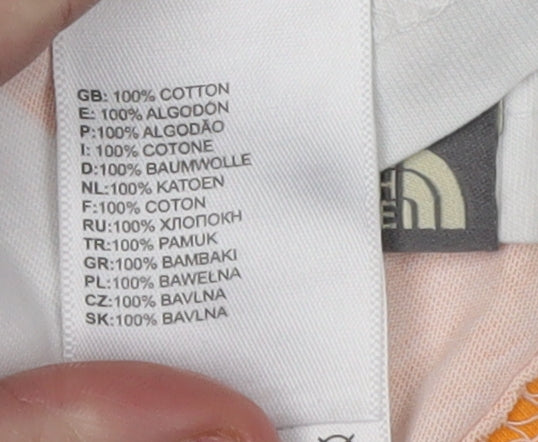 GB: 100% COTTON
E: 100% ALGODÓN
P:100% ALGODÃO
I: 100% COTONE
D:100% BAUMWOLLE
NL:100% KATOEN
F:100% COTON
RU:100% ХЛОПОКН
TR:100% PAMUK
GR:100% BAMBAKI
PL:100% BAWEŁNA
CZ:100% BAVLNA
SK:100% BAVLNA